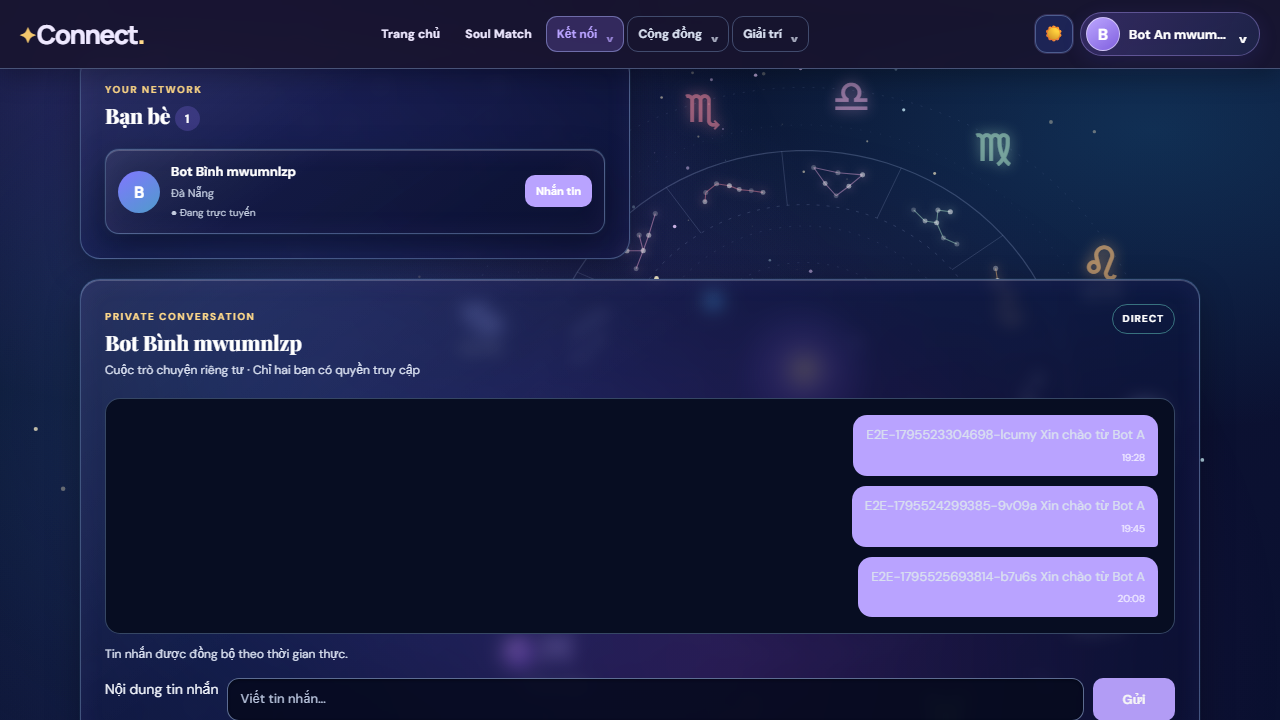 ✦Connect.
Trang chủ
Soul Match
Kết nối v
Cộng đồng v
Giải trí v
B Bot An mwum... v
YOUR NETWORK
Bạn bè 1
B
Bot Bình mwumnlzp
Đà Nẵng
● Đang trực tuyến
Nhắn tin
PRIVATE CONVERSATION
DIRECT
Bot Bình mwumnlzp
Cuộc trò chuyện riêng tư · Chỉ hai bạn có quyền truy cập
E2E-1795523304698-lcumy Xin chào từ Bot A
19:28
E2E-1795524299385-9v09a Xin chào từ Bot A
19:45
E2E-1795525693814-b7u6s Xin chào từ Bot A
20:08
Tin nhắn được đồng bộ theo thời gian thực.
Nội dung tin nhắn
Viết tin nhắn...
Gửi